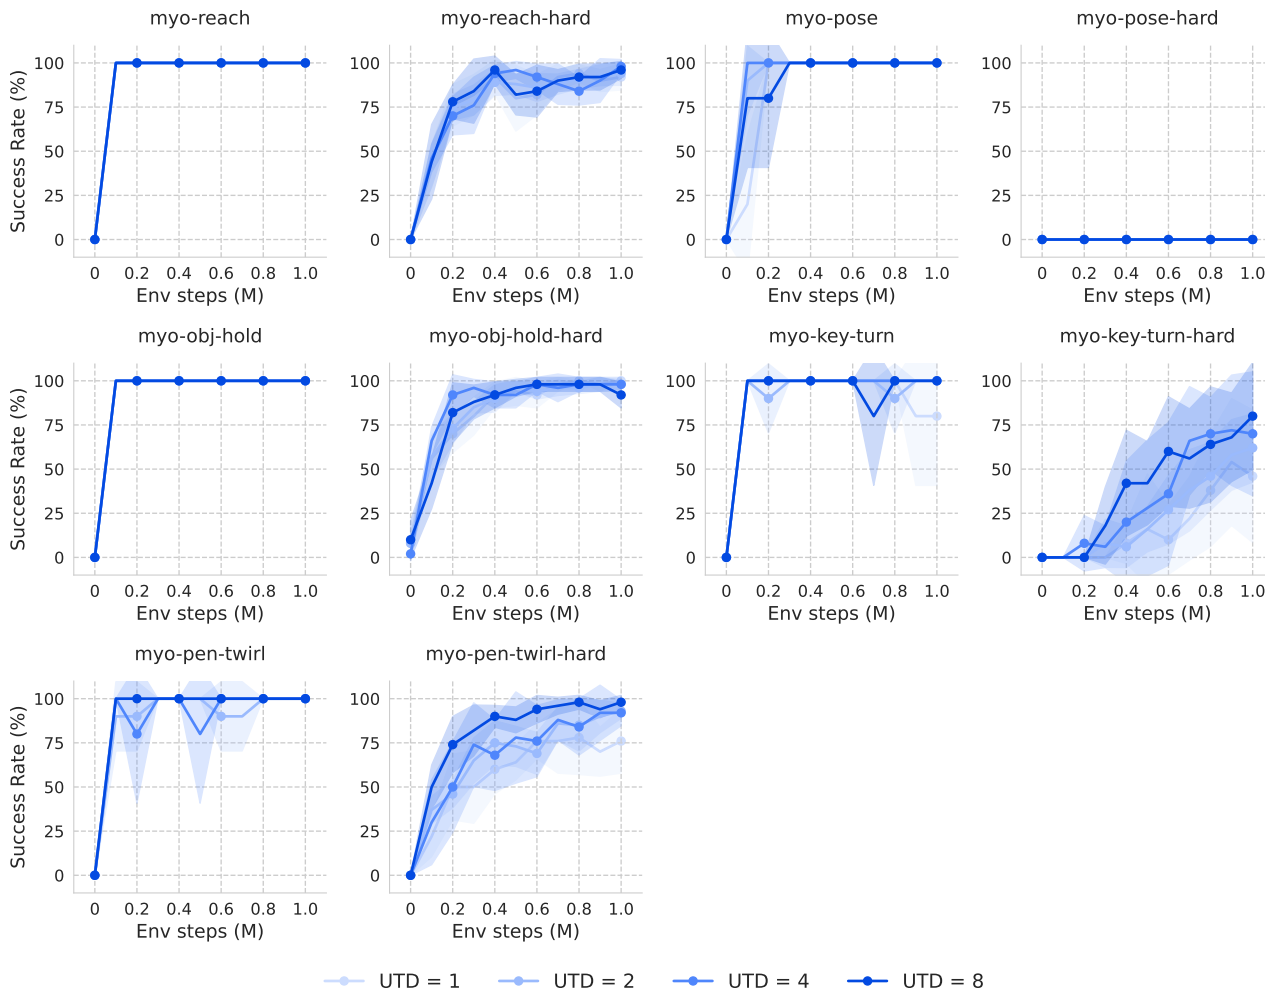 myo-reach
myo-reach-hard
myo-pose
myo-pose-hard
Success Rate (%)
100
75
50
25
0
0 0.2 0.4 0.6 0.8 1.0
Env steps (M)
100
75
50
25
0
0 0.2 0.4 0.6 0.8 1.0
Env steps (M)
100
75
50
25
0
0 0.2 0.4 0.6 0.8 1.0
Env steps (M)
100
75
50
25
0
0 0.2 0.4 0.6 0.8 1.0
Env steps (M)
myo-obj-hold
myo-obj-hold-hard
myo-key-turn
myo-key-turn-hard
Success Rate (%)
100
75
50
25
0
0 0.2 0.4 0.6 0.8 1.0
Env steps (M)
100
75
50
25
0
0 0.2 0.4 0.6 0.8 1.0
Env steps (M)
100
75
50
25
0
0 0.2 0.4 0.6 0.8 1.0
Env steps (M)
100
75
50
25
0
0 0.2 0.4 0.6 0.8 1.0
Env steps (M)
myo-pen-twirl
myo-pen-twirl-hard
Success Rate (%)
100
75
50
25
0
0 0.2 0.4 0.6 0.8 1.0
Env steps (M)
100
75
50
25
0
0 0.2 0.4 0.6 0.8 1.0
Env steps (M)
UTD = 1 UTD = 2 UTD = 4 UTD = 8